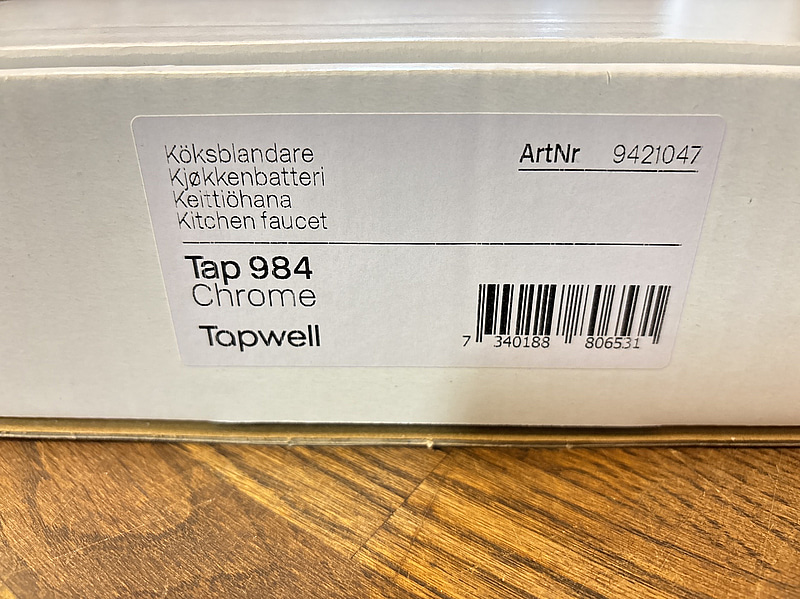 Köksblandare
Kjøkkenbatteri
Keittiöhana
Kitchen faucet
ArtNr 9421047
Tap 984
Chrome
Tapwell
7 340188 806531